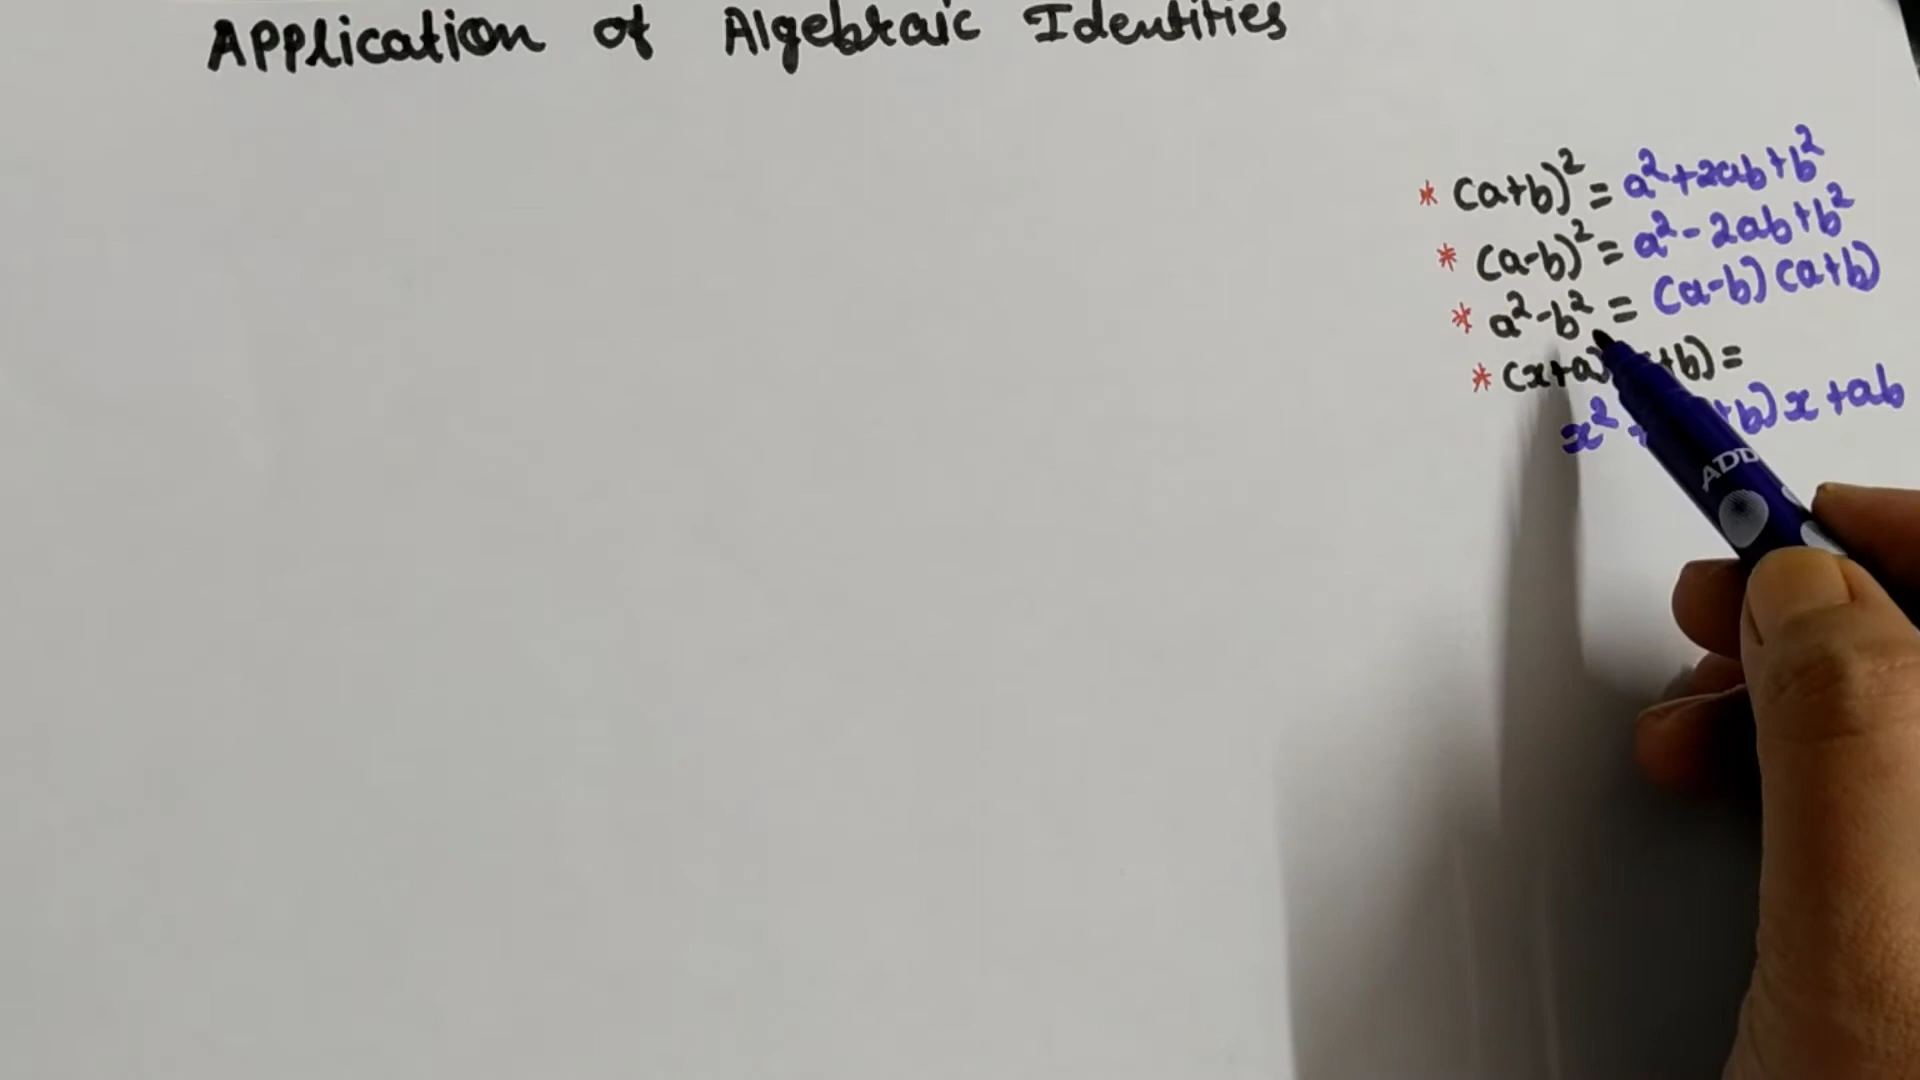 Application of Algebraic Identities
* (a+b)² = a²+2ab+b²
* (a-b)² = a²-2ab+b²
* a²-b² = (a-b)(a+b)
* (x+a) +b) =
x²+ +b)x+ab
ADD